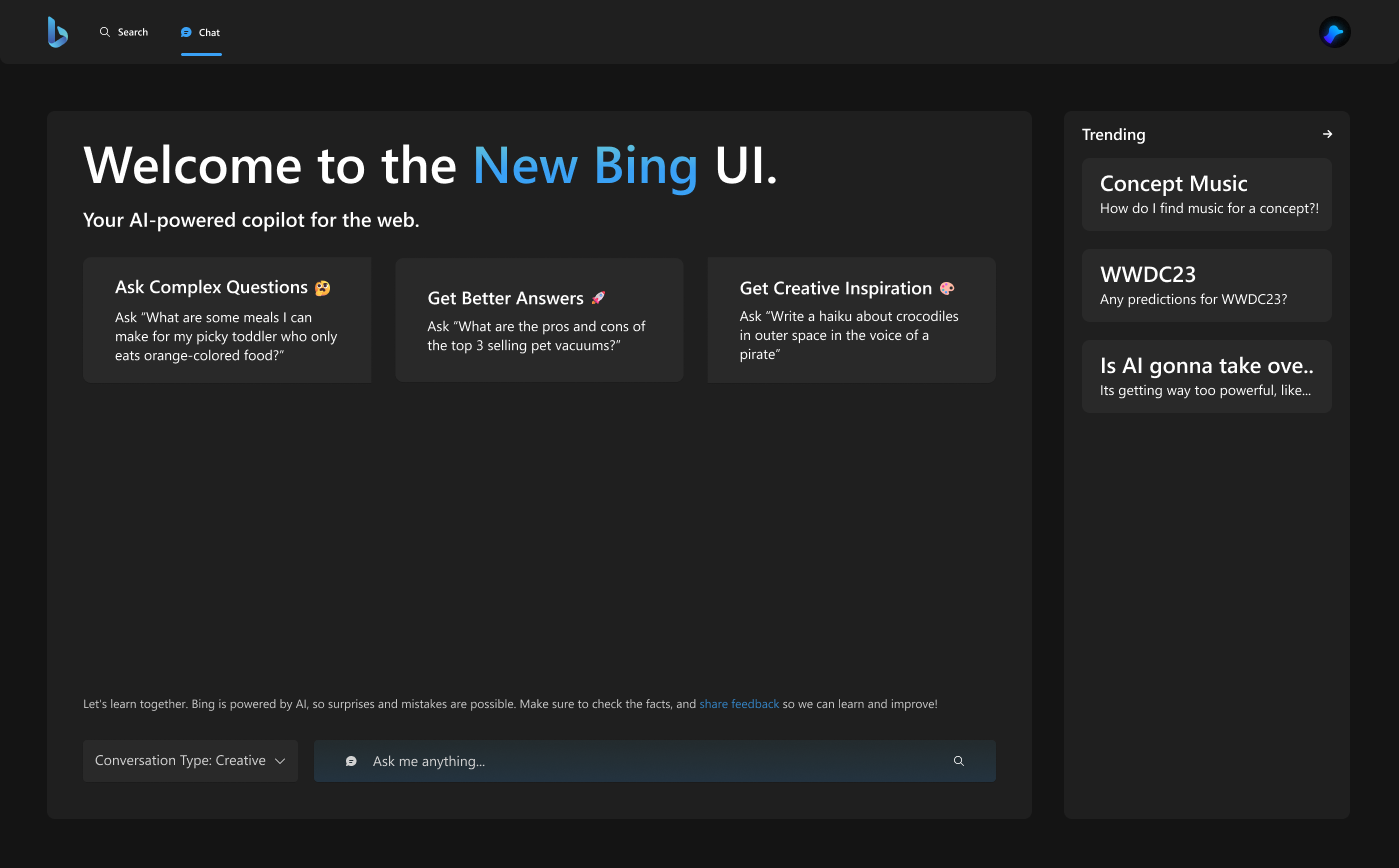 Search
Chat
Welcome to the New Bing UI.
Your AI-powered copilot for the web.
Ask Complex Questions
Ask “What are some meals I can
make for my picky toddler who only
eats orange-colored food?”
Get Better Answers 🚀
Ask “What are the pros and cons of
the top 3 selling pet vacuums?”
Get Creative Inspiration 🎨
Ask “Write a haiku about crocodiles
in outer space in the voice of a
pirate”
Let's learn together. Bing is powered by AI, so surprises and mistakes are possible. Make sure to check the facts, and share feedback so we can learn and improve!
Conversation Type: Creative
Ask me anything...
Trending
Concept Music
How do I find music for a concept?!
WWDC23
Any predictions for WWDC23?
Is AI gonna take ove..
Its getting way too powerful, like...